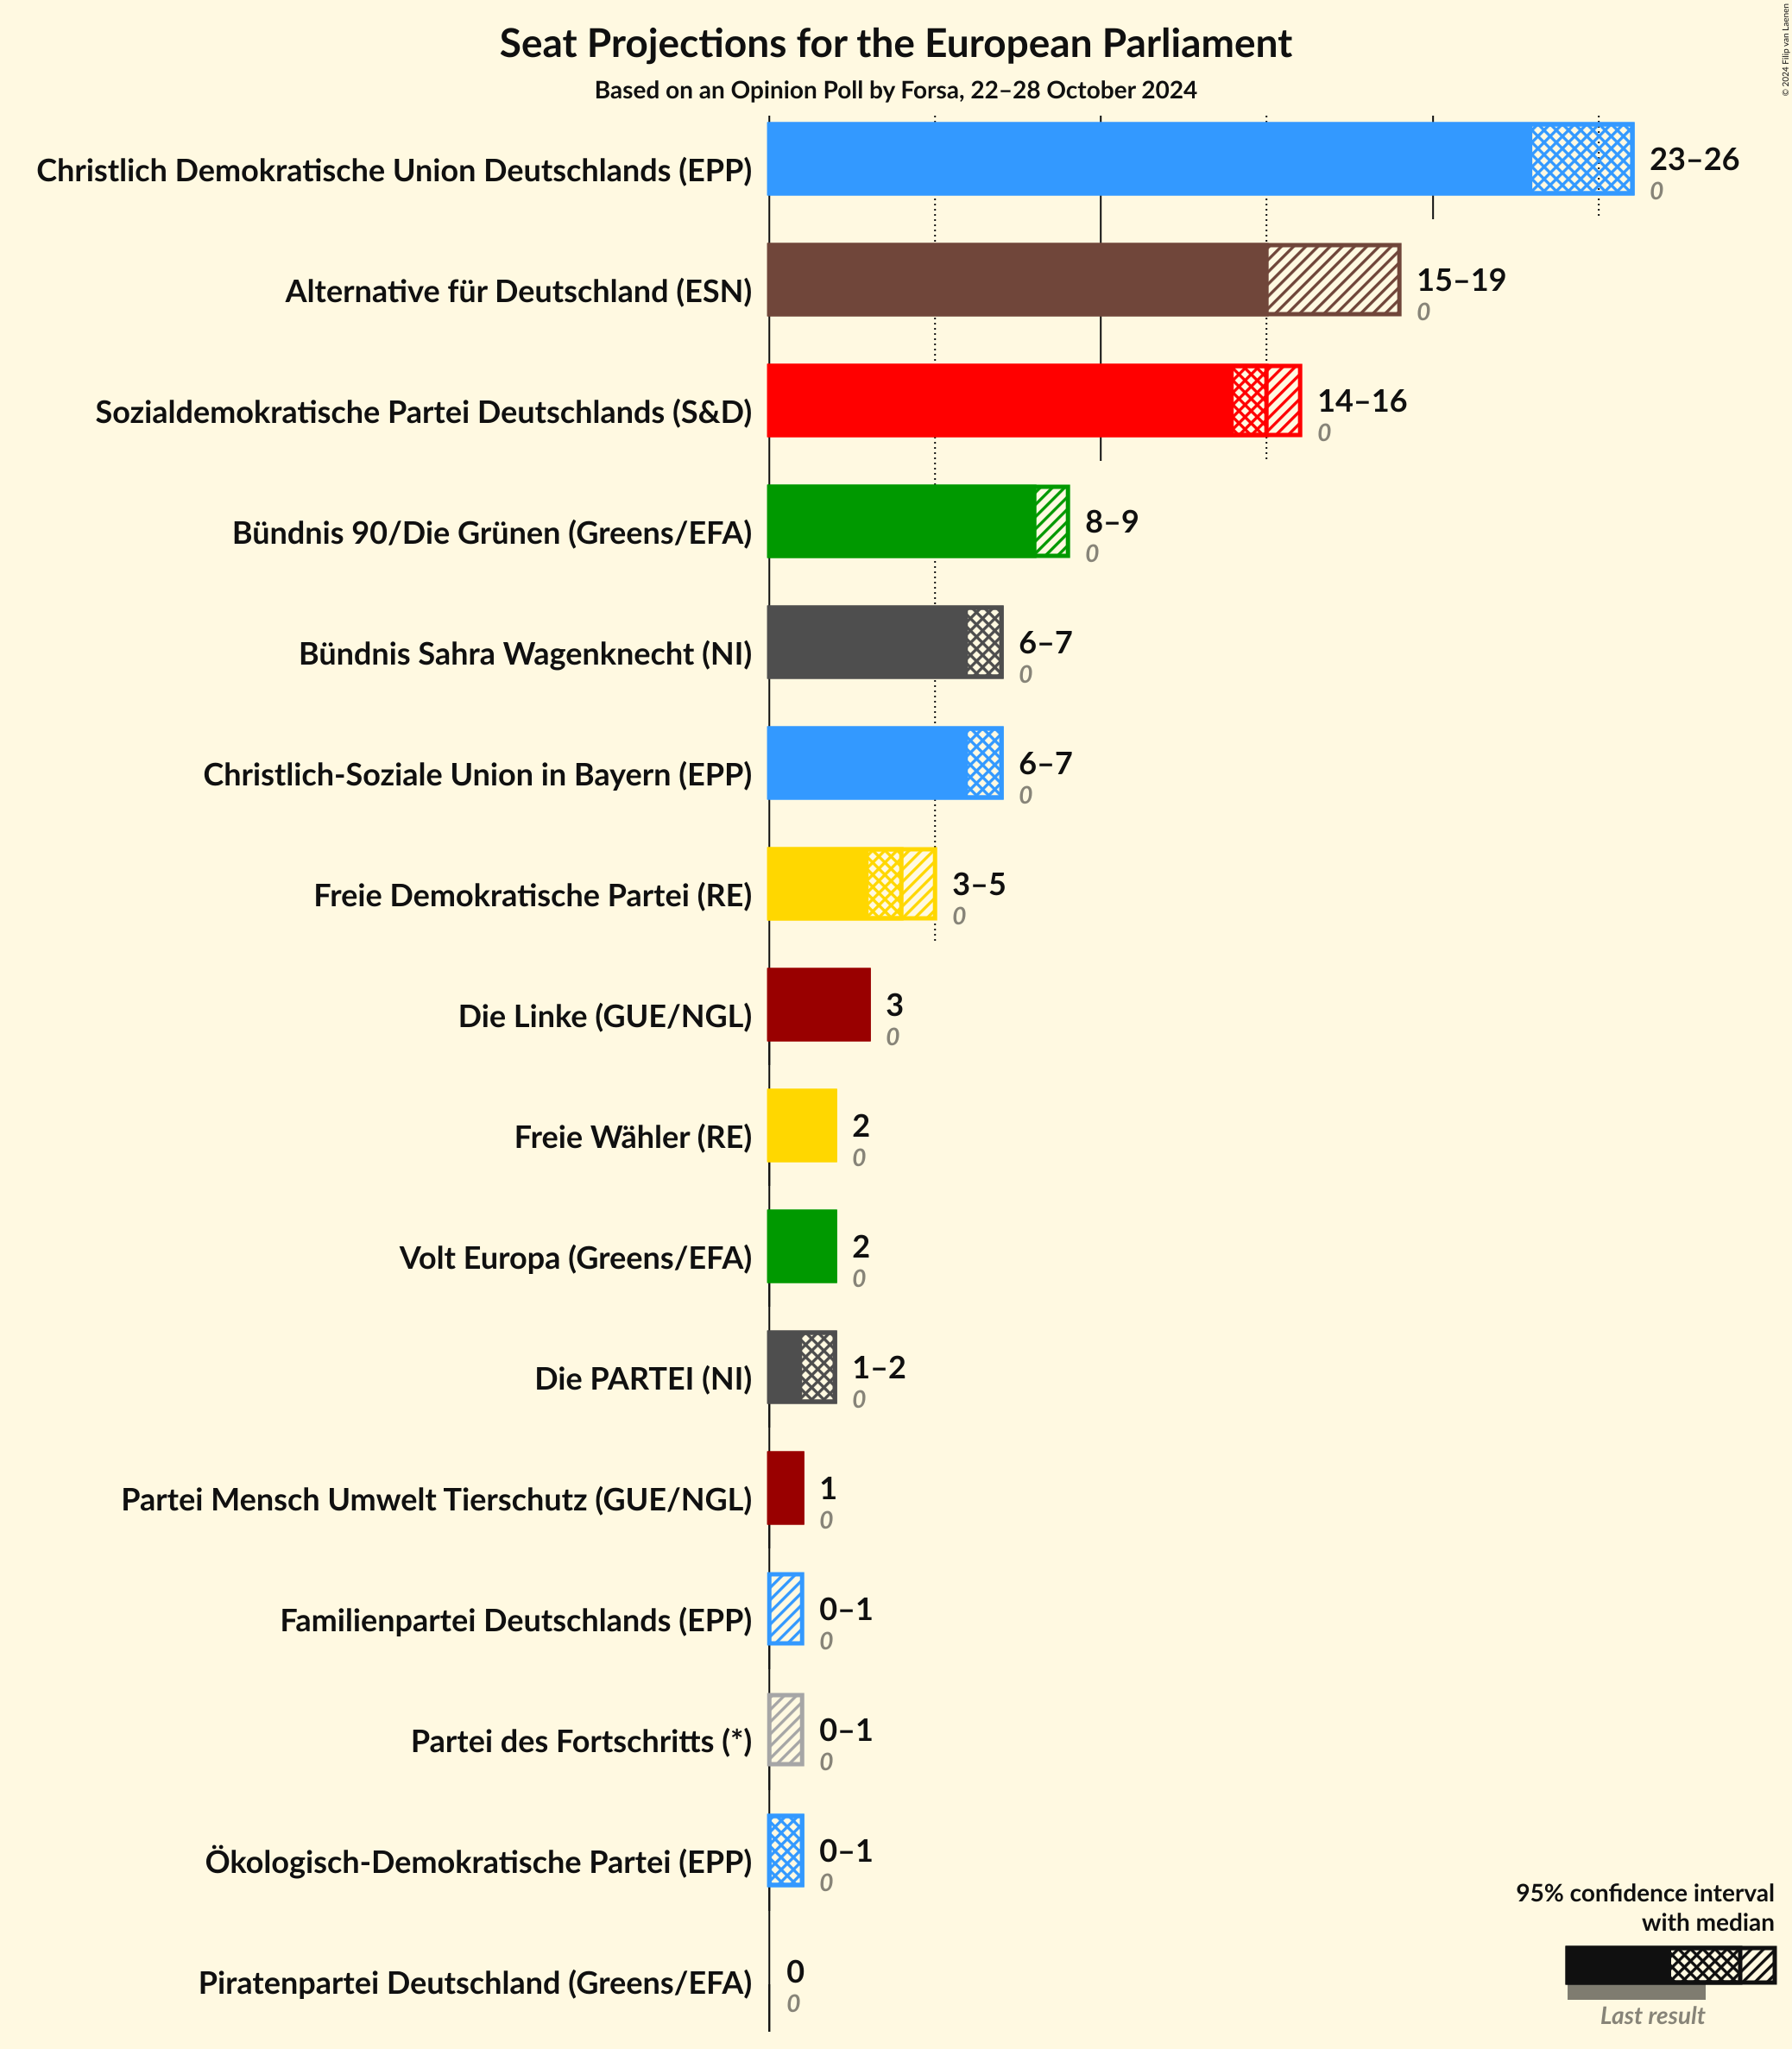 Seat Projections for the European Parliament
Based on an Opinion Poll by Forsa, 22–28 October 2024
© 2024 Filip van Laenen
Christlich Demokratische Union Deutschlands (EPP)
23–26
0
Alternative für Deutschland (ESN)
15–19
0
Sozialdemokratische Partei Deutschlands (S&D)
14–16
0
Bündnis 90/Die Grünen (Greens/EFA)
8–9
0
Bündnis Sahra Wagenknecht (NI)
6–7
0
Christlich-Soziale Union in Bayern (EPP)
6–7
0
Freie Demokratische Partei (RE)
3–5
0
Die Linke (GUE/NGL)
3
0
Freie Wähler (RE)
2
0
Volt Europa (Greens/EFA)
2
0
Die PARTEI (NI)
1–2
0
Partei Mensch Umwelt Tierschutz (GUE/NGL)
1
0
Familienpartei Deutschlands (EPP)
0–1
0
Partei des Fortschritts (*)
0–1
0
Ökologisch-Demokratische Partei (EPP)
0–1
0
Piratenpartei Deutschland (Greens/EFA)
0
0
95% confidence interval
with median
Last result